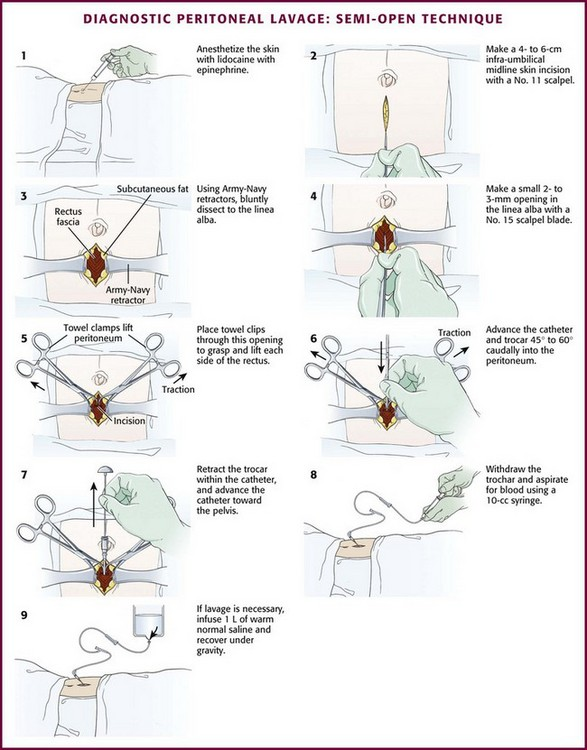 DIAGNOSTIC PERITONEAL LAVAGE: SEMI-OPEN TECHNIQUE
1
Anesthetize the skin
with lidocaine with
epinephrine.
2
Make a 4- to 6-cm
infra-umbilical
midline skin incision
with a No. 11 scalpel.
3
Subcutaneous fat
Rectus
fascia
Army-Navy
retractor
Using Army-Navy
retractors, bluntly
dissect to the linea
alba.
4
Make a small 2- to
3-mm opening in
the linea alba with a
No. 15 scalpel blade.
5
Towel clamps lift
peritoneum
Traction
Incision
Place towel clips
through this opening
to grasp and lift each
side of the rectus.
6
Traction
Advance the catheter
and trocar 45° to 60°
caudally into the
peritoneum.
7
Retract the trocar
within the catheter,
and advance the
catheter toward
the pelvis.
8
Withdraw the
trochar and aspirate
for blood using a
10-cc syringe.
9
If lavage is necessary,
infuse 1 L of warm
normal saline and
recover under
gravity.